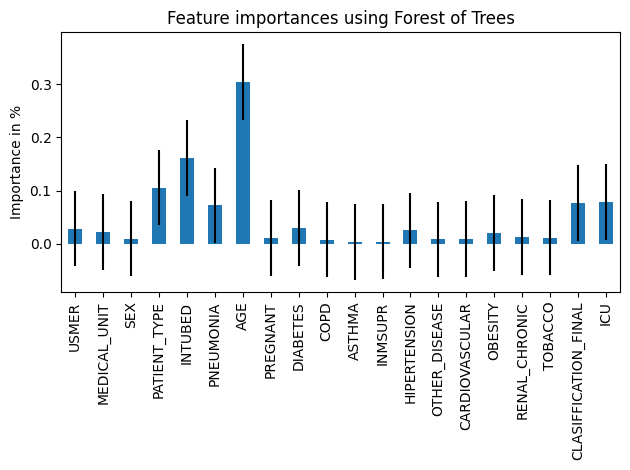 Feature importances using Forest of Trees
Importance in %
0.3
0.2
0.1
0.0
USMER
MEDICAL_UNIT
SEX
PATIENT_TYPE
INTUBED
PNEUMONIA
AGE
PREGNANT
DIABETES
COPD
ASTHMA
INMSUPR
HIPERTENSION
OTHER_DISEASE
CARDIOVASCULAR
OBESITY
RENAL_CHRONIC
TOBACCO
CLASIFFICATION_FINAL
ICU